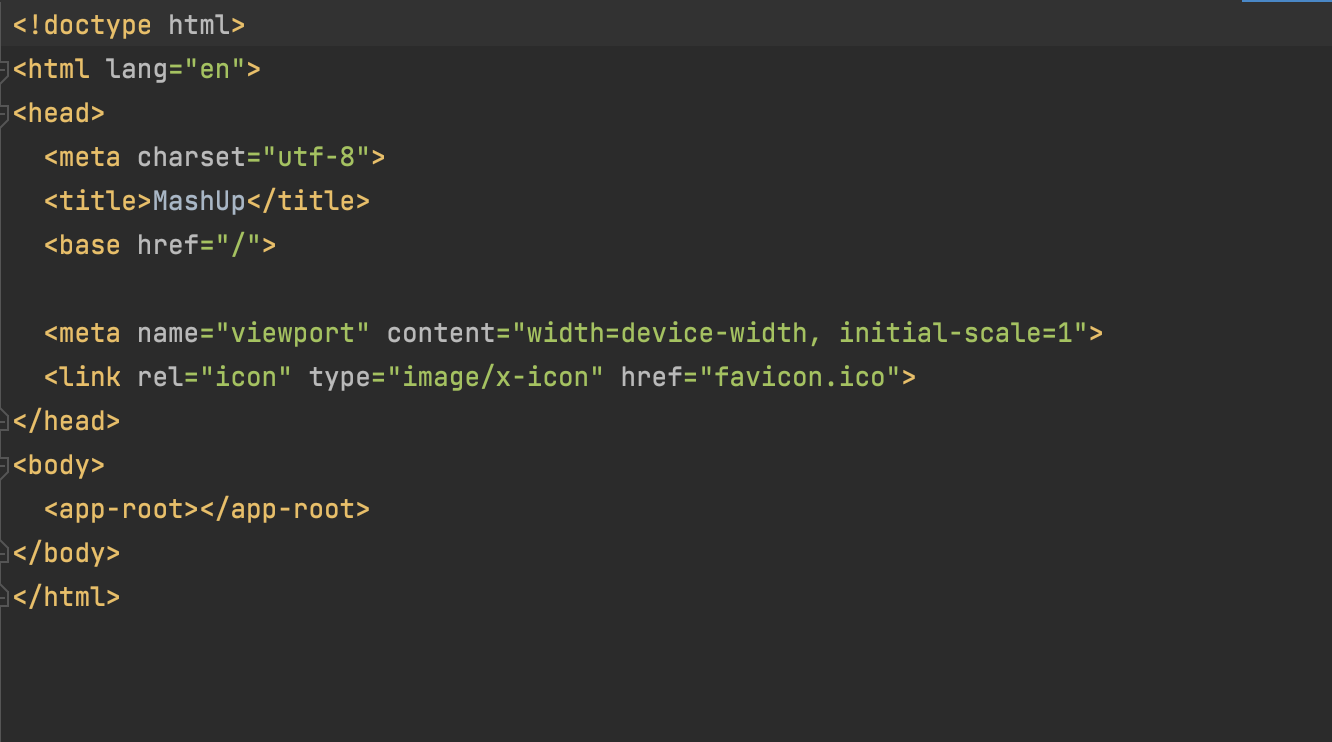 <!doctype html>
<html lang="en">
<head>
  <meta charset="utf-8">
  <title>MashUp</title>
  <base href="/">

  <meta name="viewport" content="width=device-width, initial-scale=1">
  <link rel="icon" type="image/x-icon" href="favicon.ico">
</head>
<body>
  <app-root></app-root>
</body>
</html>